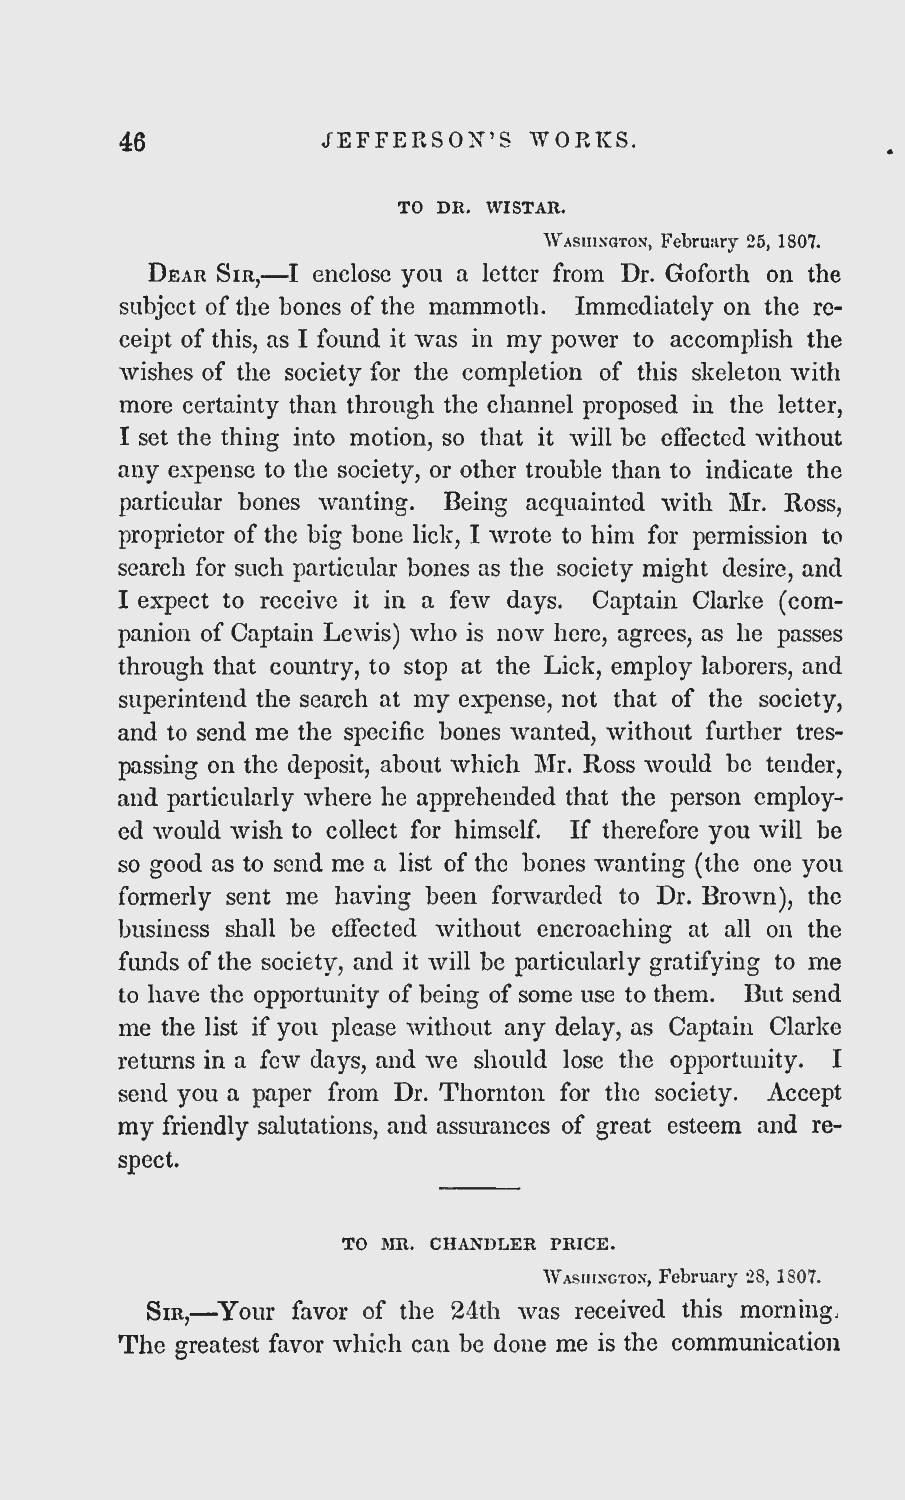 46 JEFFERSON'S WORKS.
TO DR. WISTAR.
WASHINGTON, February 25, 1807.
DEAR SIR,—I enclose you a letter from Dr. Goforth on the
subject of the bones of the mammoth. Immediately on the re-
ceipt of this, as I found it was in my power to accomplish the
wishes of the society for the completion of this skeleton with
more certainty than through the channel proposed in the letter,
I set the thing into motion, so that it will be effected without
any expense to the society, or other trouble than to indicate the
particular bones wanting. Being acquainted with Mr. Ross,
proprietor of the big bone lick, I wrote to him for permission to
search for such particular bones as the society might desire, and
I expect to receive it in a few days. Captain Clarke (com-
panion of Captain Lewis) who is now here, agrees, as he passes
through that country, to stop at the Lick, employ laborers, and
superintend the search at my expense, not that of the society,
and to send me the specific bones wanted, without further tres-
passing on the deposit, about which Mr. Ross would be tender,
and particularly where he apprehended that the person employ-
ed would wish to collect for himself. If therefore you will be
so good as to send me a list of the bones wanting (the one you
formerly sent me having been forwarded to Dr. Brown), the
business shall be effected without encroaching at all on the
funds of the society, and it will be particularly gratifying to me
to have the opportunity of being of some use to them. But send
me the list if you please without any delay, as Captain Clarke
returns in a few days, and we should lose the opportunity. I
send you a paper from Dr. Thornton for the society. Accept
my friendly salutations, and assurances of great esteem and re-
spect.
TO MR. CHANDLER PRICE.
WASHINGTON, February 28, 1807.
SIR,—Your favor of the 24th was received this morning.
The greatest favor which can be done me is the communication